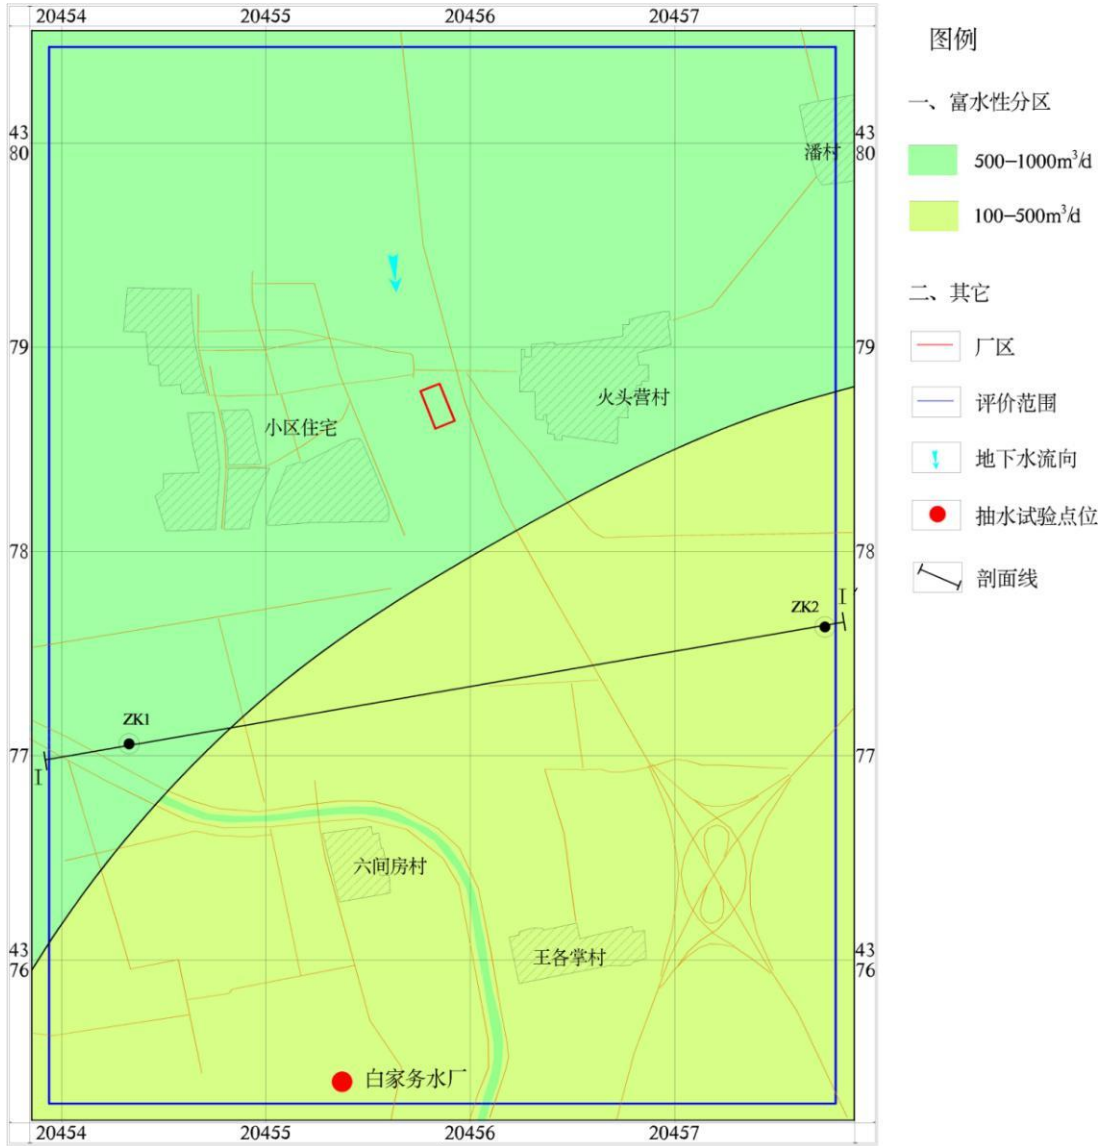 20454 20455 20456 20457
图例
一、富水性分区
43
80
43
80
潘村
500-1000m³/d
100-500m³/d
二、其它
79
79
厂区
火头营村
评价范围
小区住宅
地下水流向
抽水试验点位
78
78
剖面线
ZK2
I′
ZK1
77
77
I
六间房村
43
76
王各掌村
43
76
白家务水厂
20454 20455 20456 20457